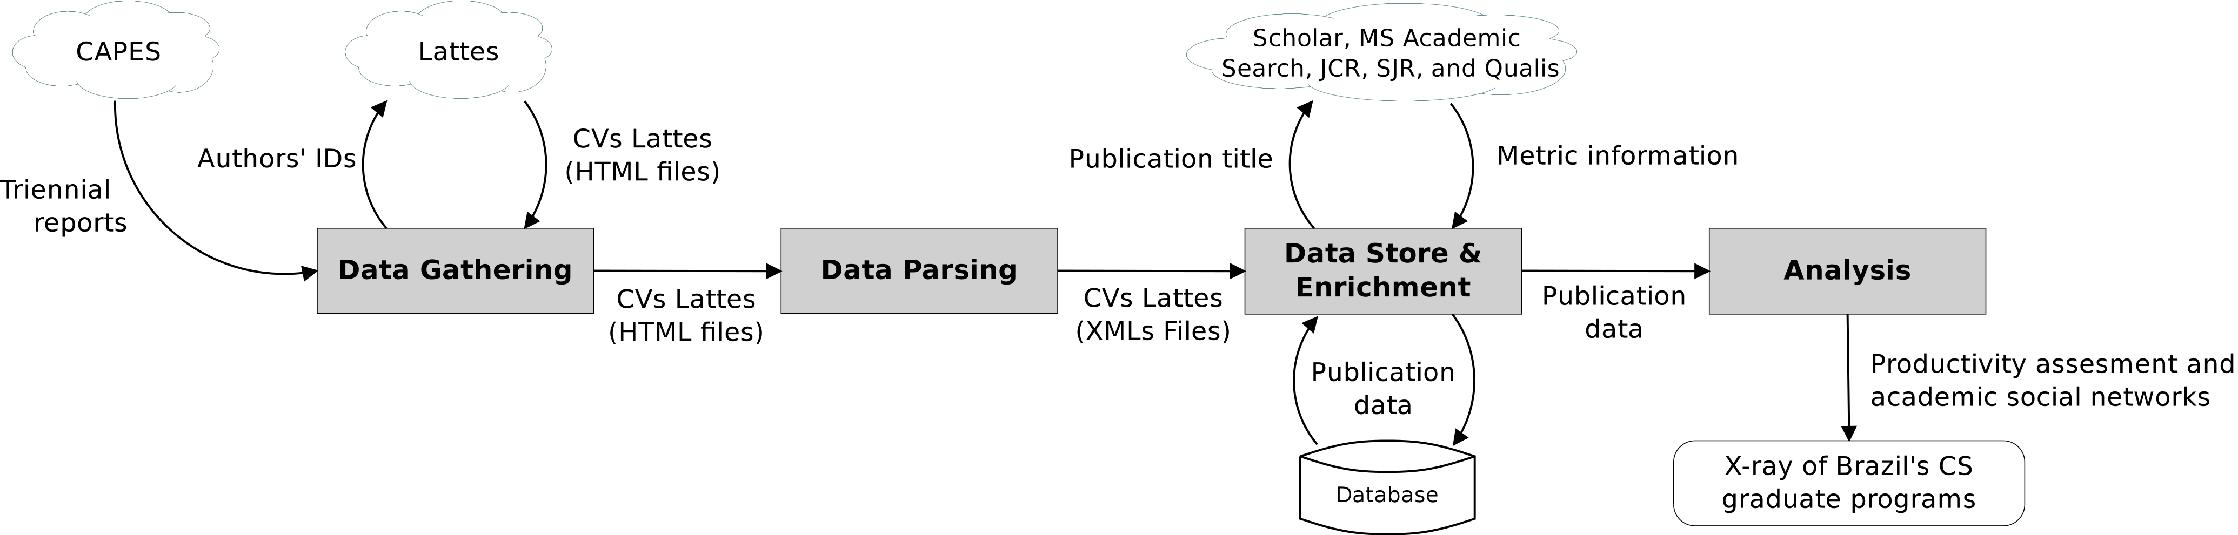 CAPES
Lattes
Scholar, MS Academic
Search, JCR, SJR, and Qualis
Triennial
reports
Authors' IDs
CVs Lattes
(HTML files)
Publication title
Metric information
Data Gathering
CVs Lattes
(HTML files)
Data Parsing
CVs Lattes
(XMLs Files)
Data Store &
Enrichment
Publication
data
Analysis
Publication
data
Database
Productivity assesment and
academic social networks
X-ray of Brazil's CS
graduate programs